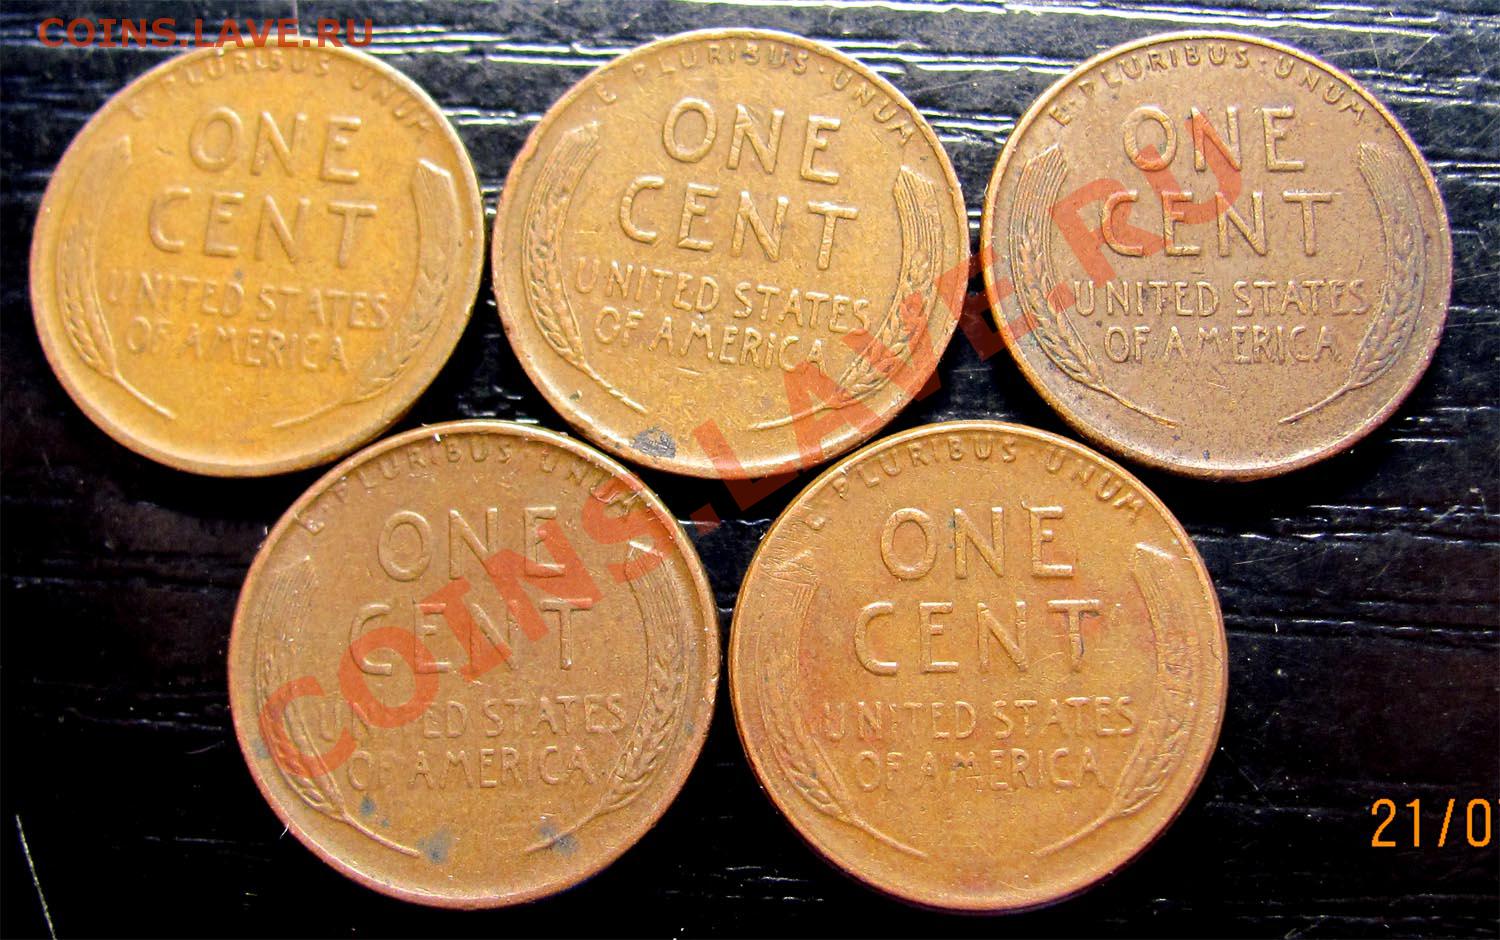 COINS.LAVE.RU
E PLURIBUS UNUM
ONE
CENT
UNITED STATES
OF AMERICA
E PLURIBUS·UNUM
ONE
CENT
UNITED STATES
OF AMERICA
E·PLURIBUS·UNUM
ONE
CENT
UNITED STATES
OF AMERICA
E·PLURIBUS·UNUM
ONE
CENT
UNITED STATES
OF AMERICA
E PLURIBUS UNUM
ONE
CENT
UNITED STATES
OF AMERICA
COINS.LAVE.RU
21/0